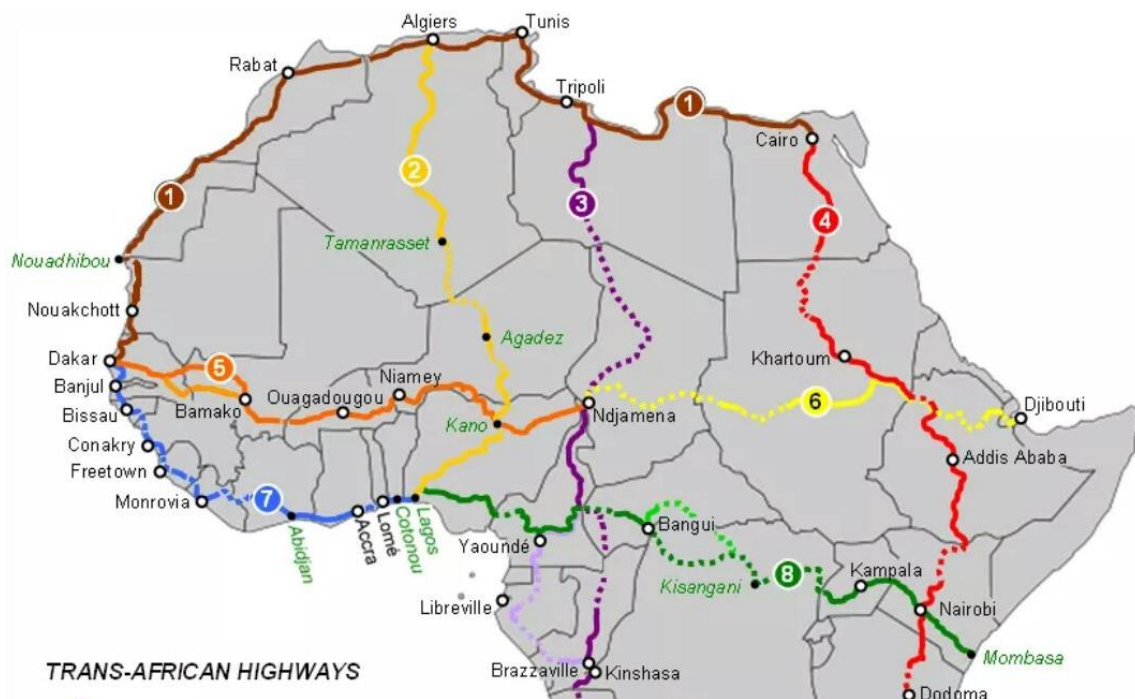 Algiers
Tunis
Rabat
Tripoli
1
Cairo
2
1
3
4
Tamanrasset
Nouadhibou
Nouakchott
Agadez
Dakar
5
Khartoum
Niamey
Banjul
Ouagadougou
6
Djibouti
Bissau
Bamako
Ndjamena
Kano
Conakry
Addis Ababa
Freetown
7
Monrovia
Abidjan
Accra
Lomé
Cotonou
Lagos
Bangui
Yaoundé
8
Kampala
Kisangani
Libreville
Nairobi
Brazzaville
Kinshasa
Mombasa
TRANS-AFRICAN HIGHWAYS
Dodoma